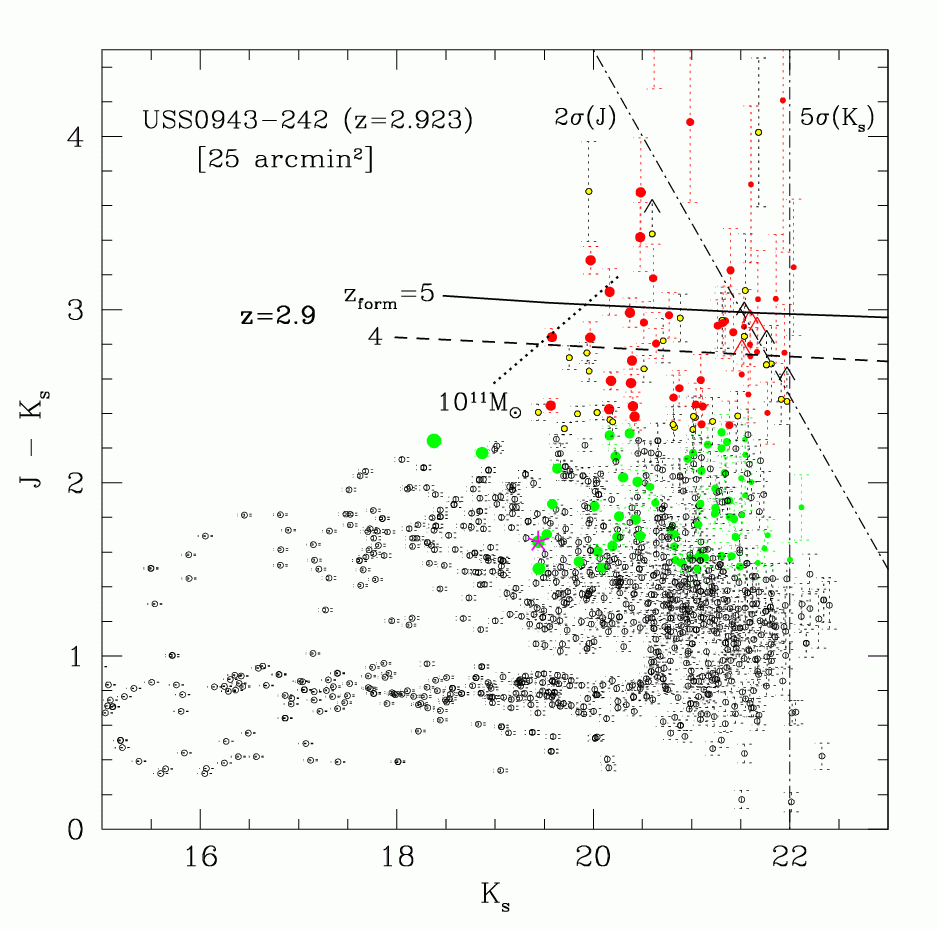 USS0943−242 (z=2.923)
[25 arcmin²]
2σ(J)
5σ(Kₛ)
z_form=5
z=2.9
4
10¹¹M⊙
J − Kₛ
4
3
2
1
0
16
18
20
22
Kₛ